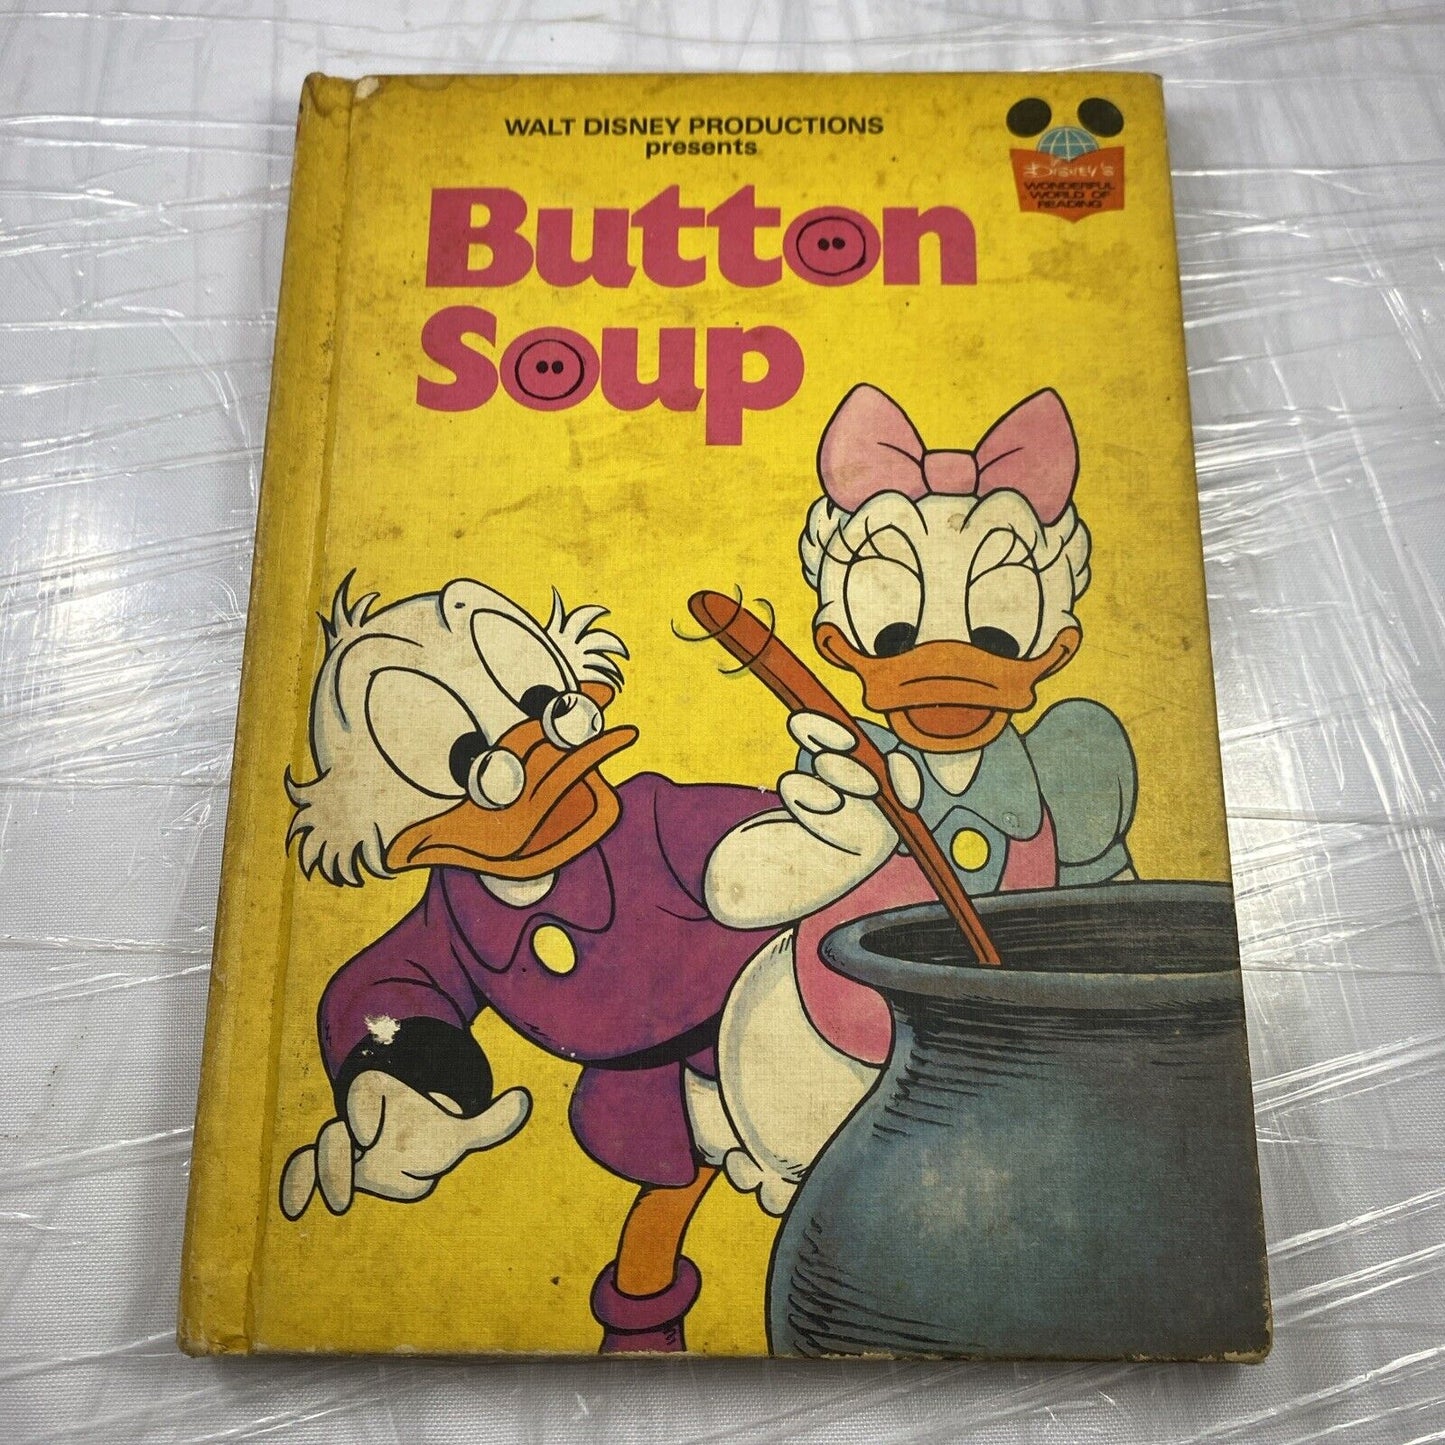 WALT DISNEY PRODUCTIONS
presents
Button
Soup
DISNEY'S
WONDERFUL
WORLD OF
READING